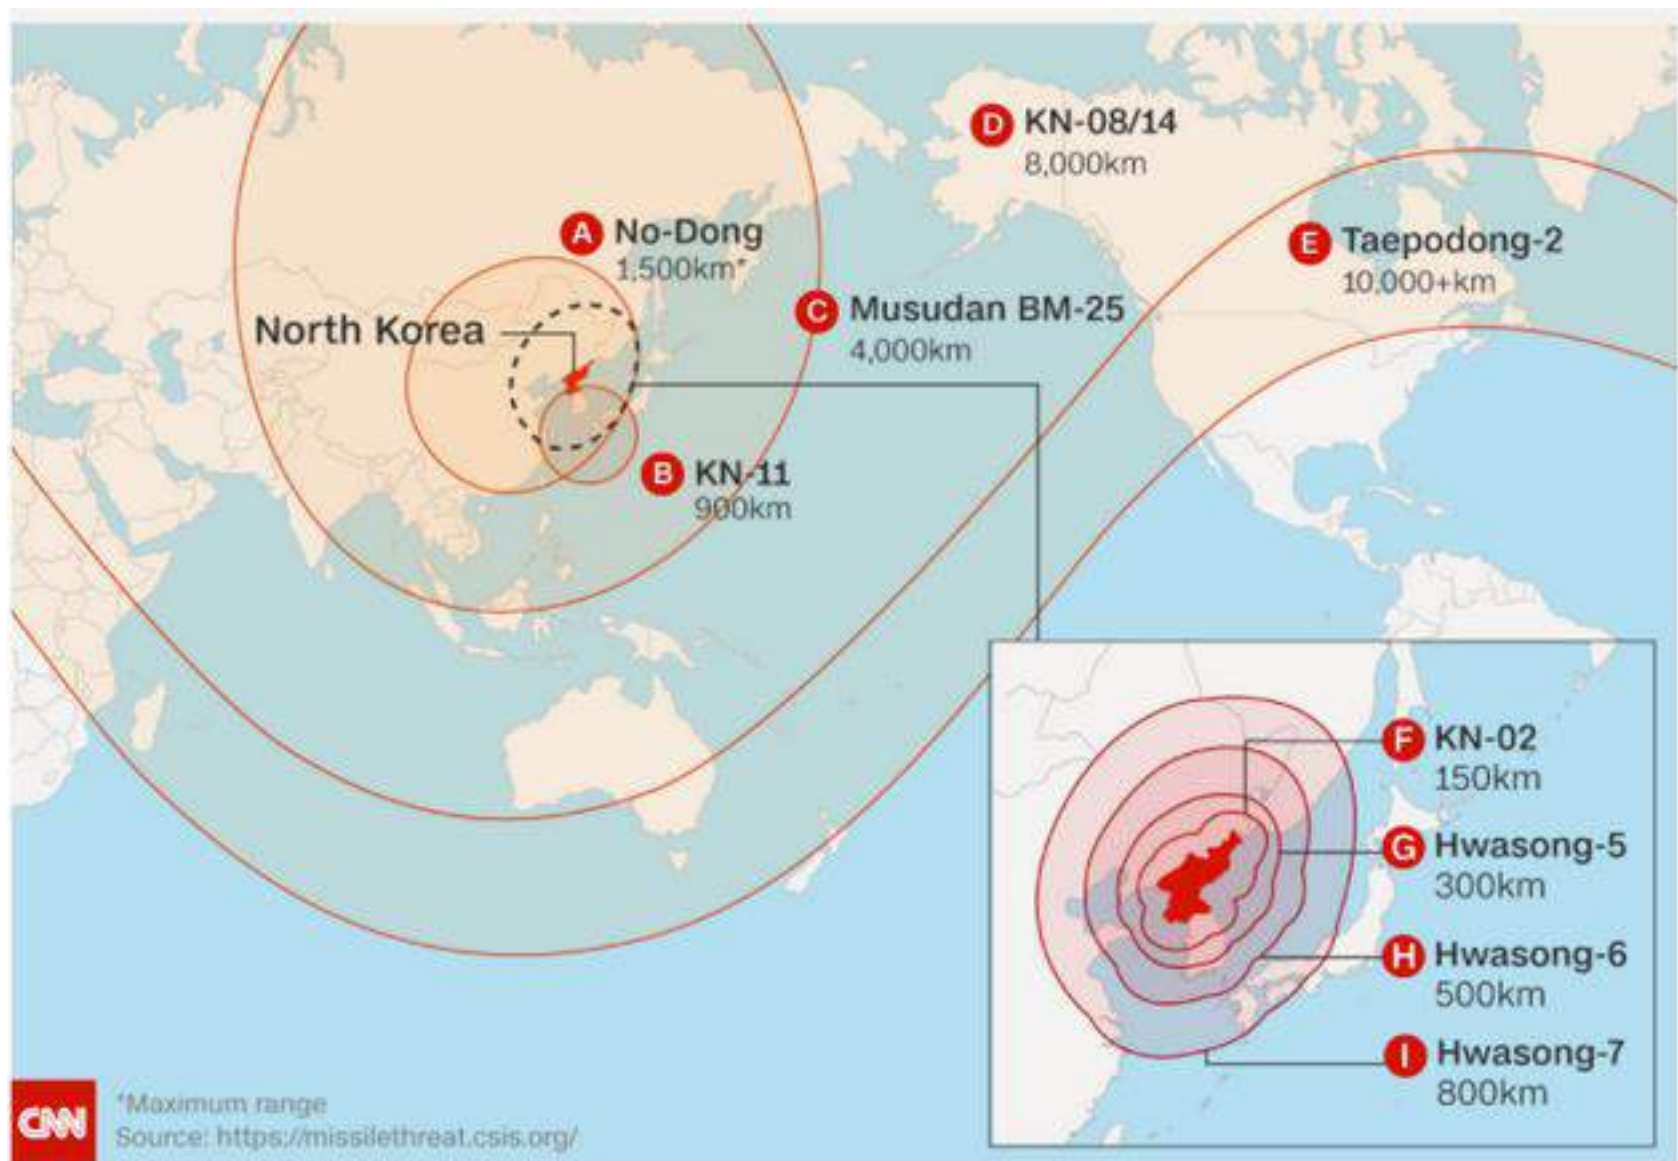 D KN-08/14
8,000km
A No-Dong
1,500km*
E Taepodong-2
10,000+km
North Korea
C Musudan BM-25
4,000km
B KN-11
900km
F KN-02
150km
G Hwasong-5
300km
H Hwasong-6
500km
I Hwasong-7
800km
CNN
*Maximum range
Source: https://missilethreat.csis.org/